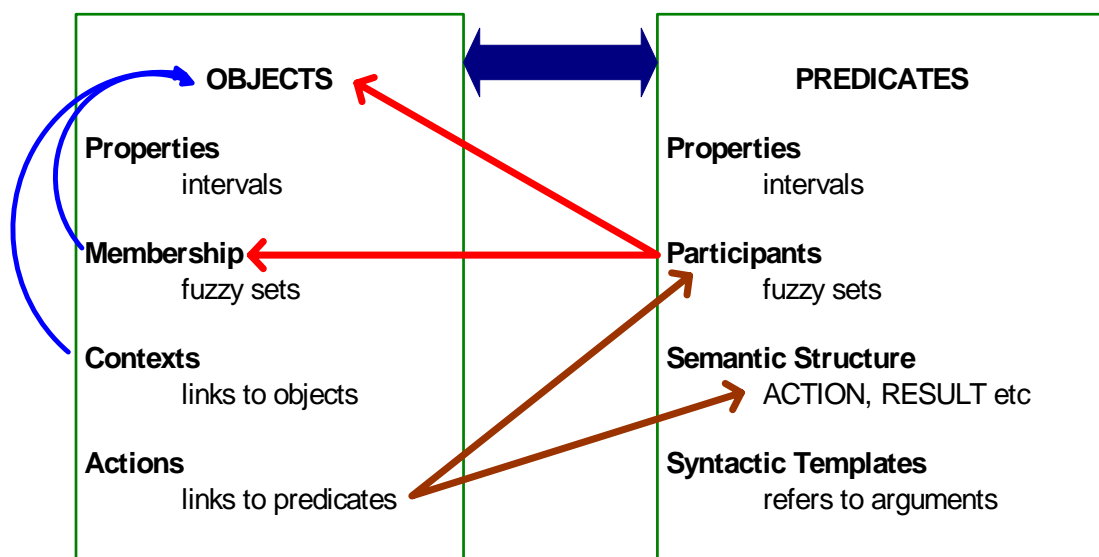 OBJECTS
Properties
intervals
Membership
fuzzy sets
Contexts
links to objects
Actions
links to predicates
PREDICATES
Properties
intervals
Participants
fuzzy sets
Semantic Structure
ACTION, RESULT etc
Syntactic Templates
refers to arguments